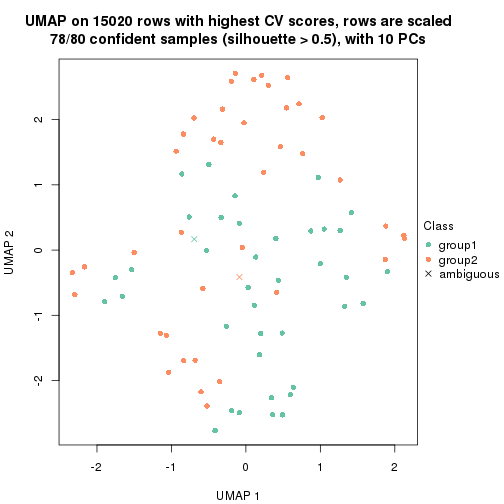 UMAP on 15020 rows with highest CV scores, rows are scaled
78/80 confident samples (silhouette > 0.5), with 10 PCs
2
1
0
-1
-2
UMAP 2
-2
-1
0
1
2
UMAP 1
Class
group1
group2
ambiguous